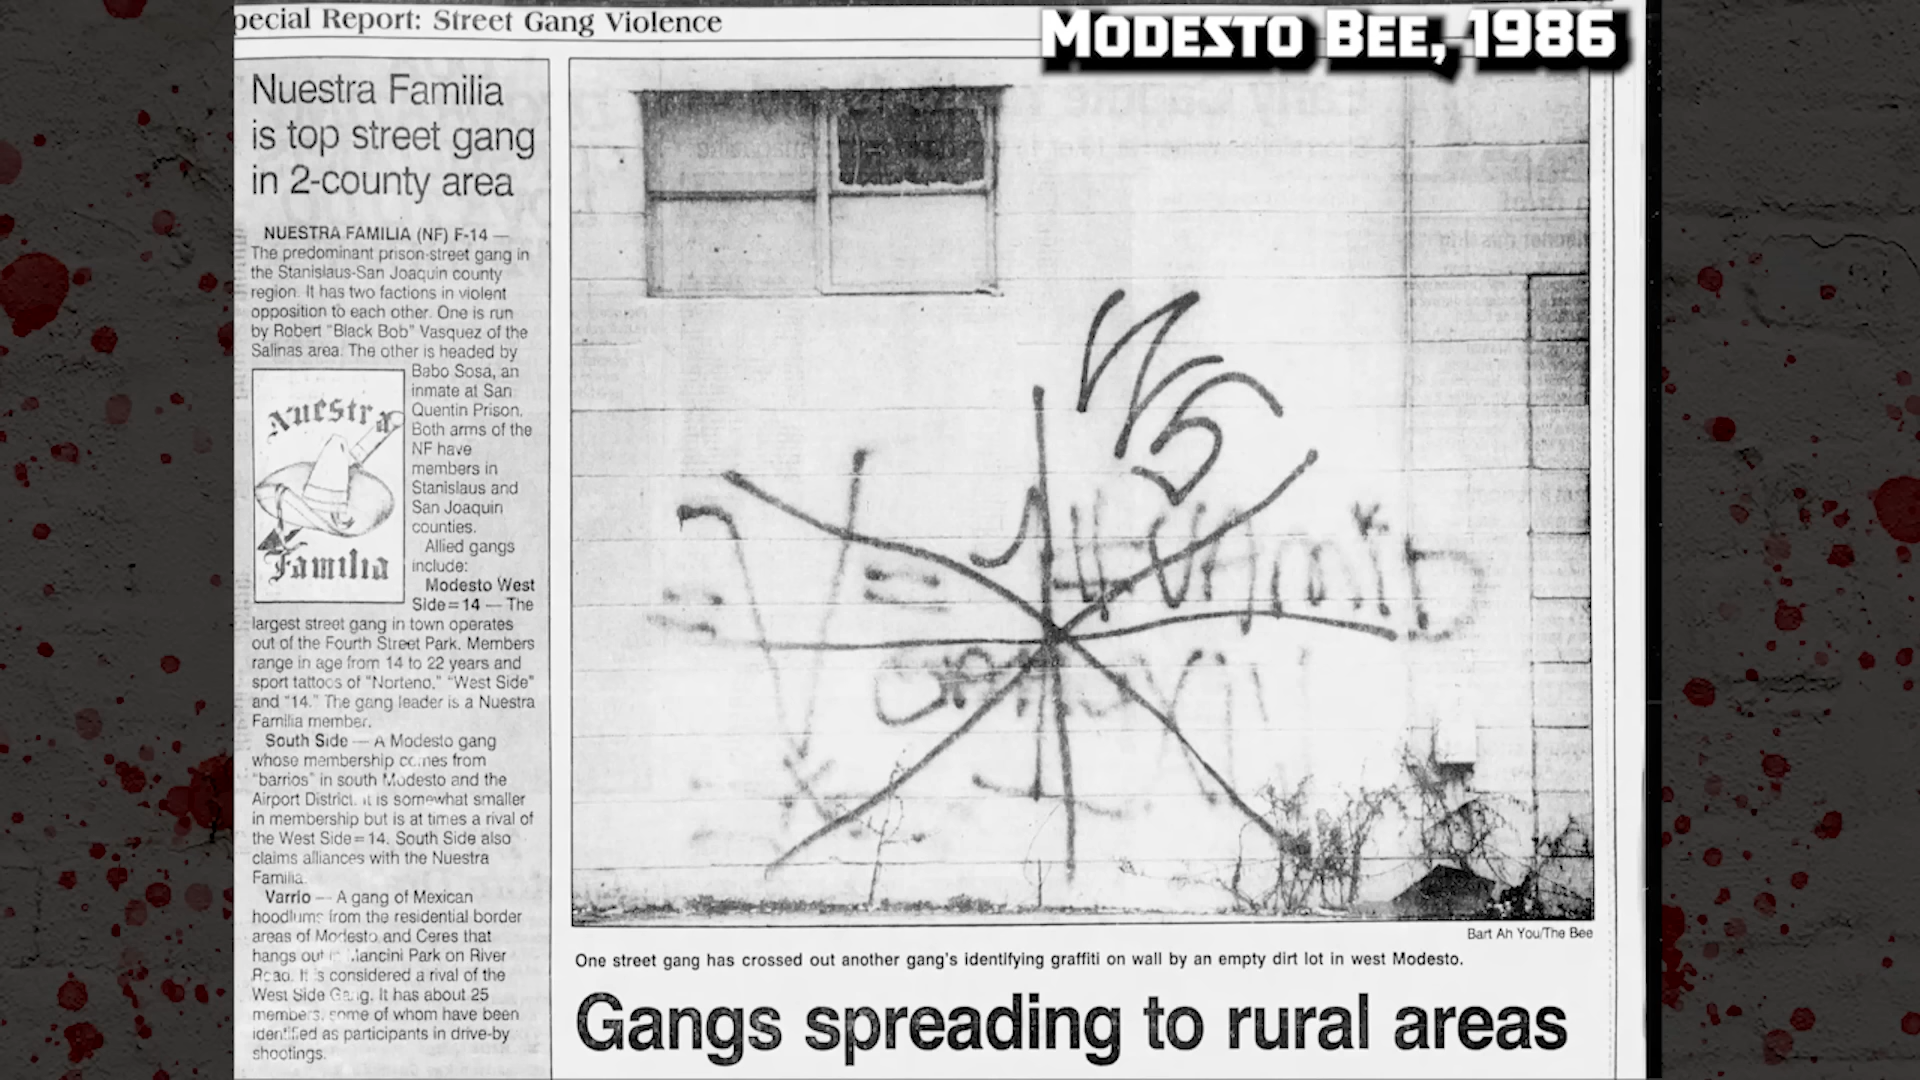 pecial Report: Street Gang Violence
MODESTO BEE, 1986
Nuestra Familia
is top street gang
in 2-county area
NUESTRA FAMILIA (NF) F-14 —
The predominant prison-street gang in
the Stanislaus-San Joaquin county
region. It has two factions in violent
opposition to each other. One is run
by Robert "Black Bob" Vasquez of the
Salinas area. The other is headed by
Babo Sosa, an
inmate at San
Quentin Prison.
Both arms of the
NF have
members in
Stanislaus and
San Joaquin
counties.
Allied gangs
include:
Modesto West
Side=14 — The
Nuestra
Familia
largest street gang in town operates
out of the Fourth Street Park. Members
range in age from 14 to 22 years and
sport tattoos of "Norteno," "West Side"
and "14." The gang leader is a Nuestra
Familia member.
South Side — A Modesto gang
whose membership comes from
"barrios" in south Modesto and the
Airport District. It is somewhat smaller
in membership but is at times a rival of
the West Side=14. South Side also
claims alliances with the Nuestra
Familia.
Varrio — A gang of Mexican
hoodlums from the residential border
areas of Modesto and Ceres that
hangs out Mancini Park on River
Road. It is considered a rival of the
West Side Gang. It has about 25
members, some of whom have been
identified as participants in drive-by
shootings.
WS
Bart Ah You/The Bee
One street gang has crossed out another gang's identifying graffiti on wall by an empty dirt lot in west Modesto.
Gangs spreading to rural areas